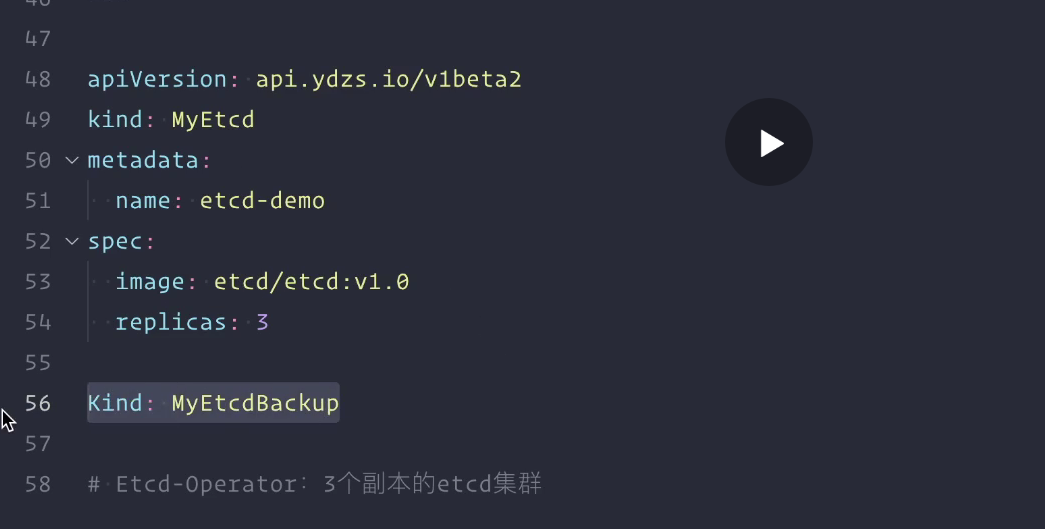 47
48 apiVersion: api.ydzs.io/v1beta2
49 kind: MyEtcd
50 metadata:
51 name: etcd-demo
52 spec:
53 image: etcd/etcd:v1.0
54 replicas: 3
55
56 Kind: MyEtcdBackup
57
58 # Etcd-Operator: 3个副本的etcd集群